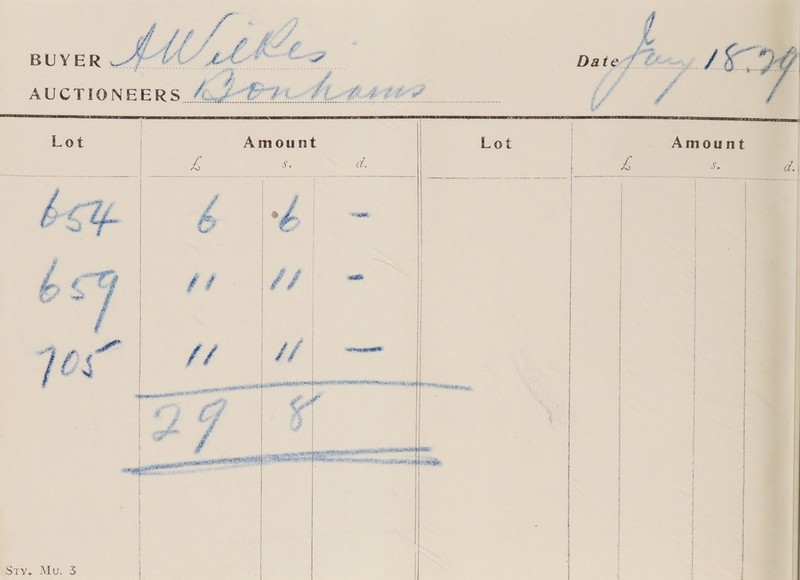 BUYER A Wilkes
Date Jany 18.29
AUCTIONEERS Bonhams
Lot Amount Lot Amount
£ s. d. £ s. d.
654 6 6 -
659 11 11 -
705 11 11 -
29 8
STY. MU. 3